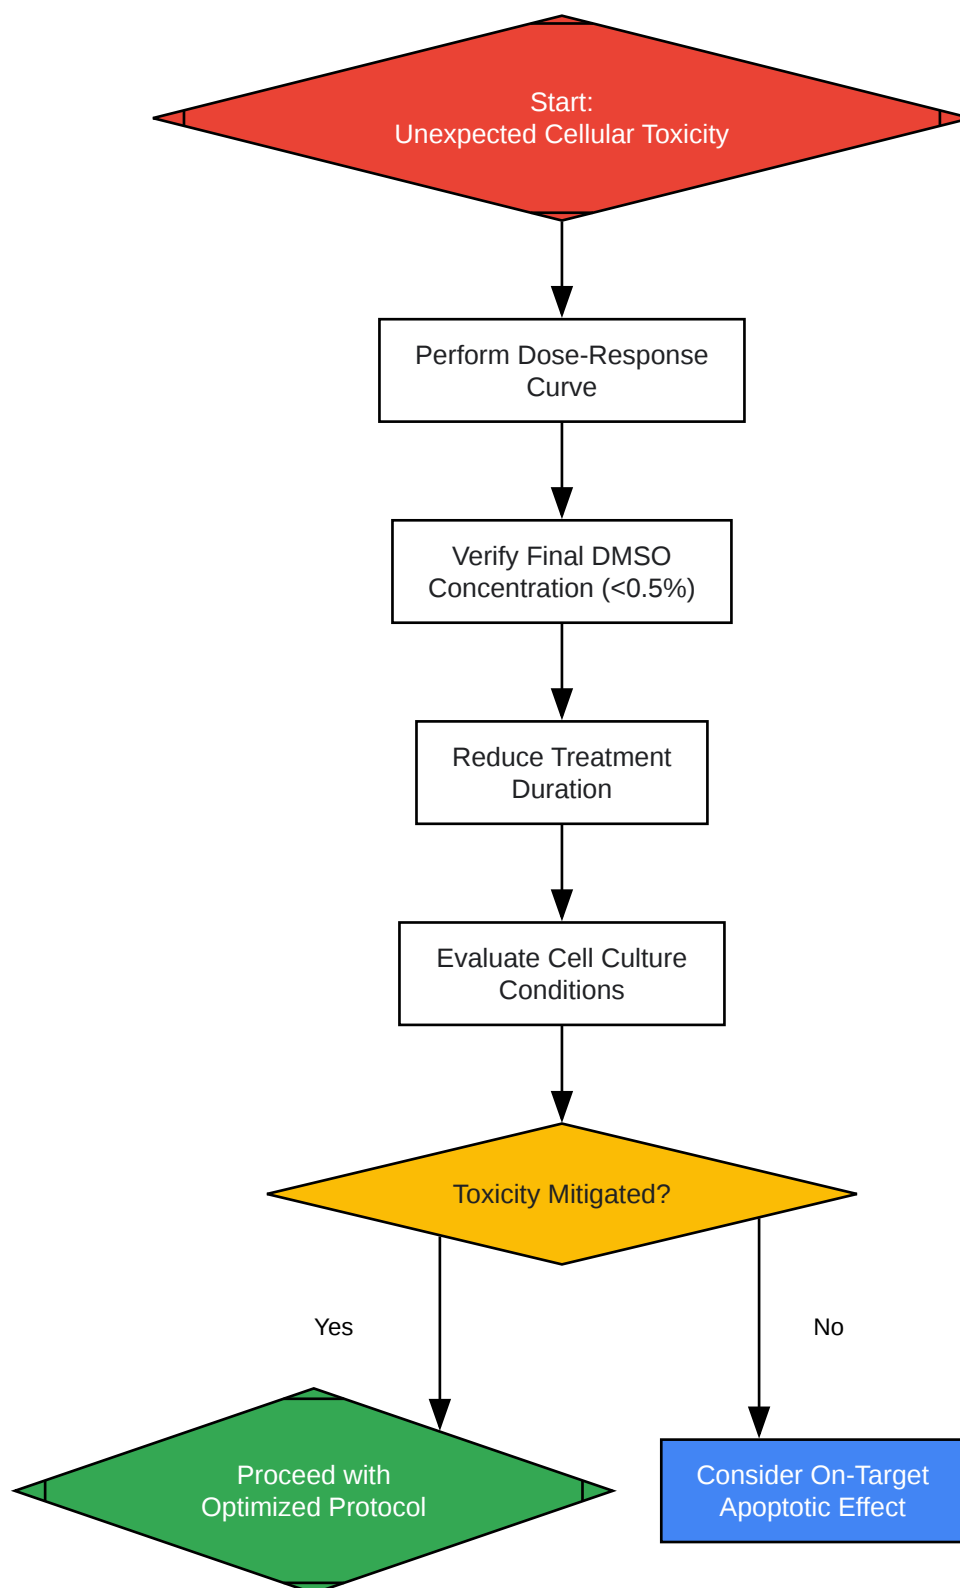 Start:
Unexpected Cellular Toxicity
Perform Dose-Response
Curve
Verify Final DMSO
Concentration (<0.5%)
Reduce Treatment
Duration
Evaluate Cell Culture
Conditions
Toxicity Mitigated?
Yes
No
Proceed with
Optimized Protocol
Consider On-Target
Apoptotic Effect